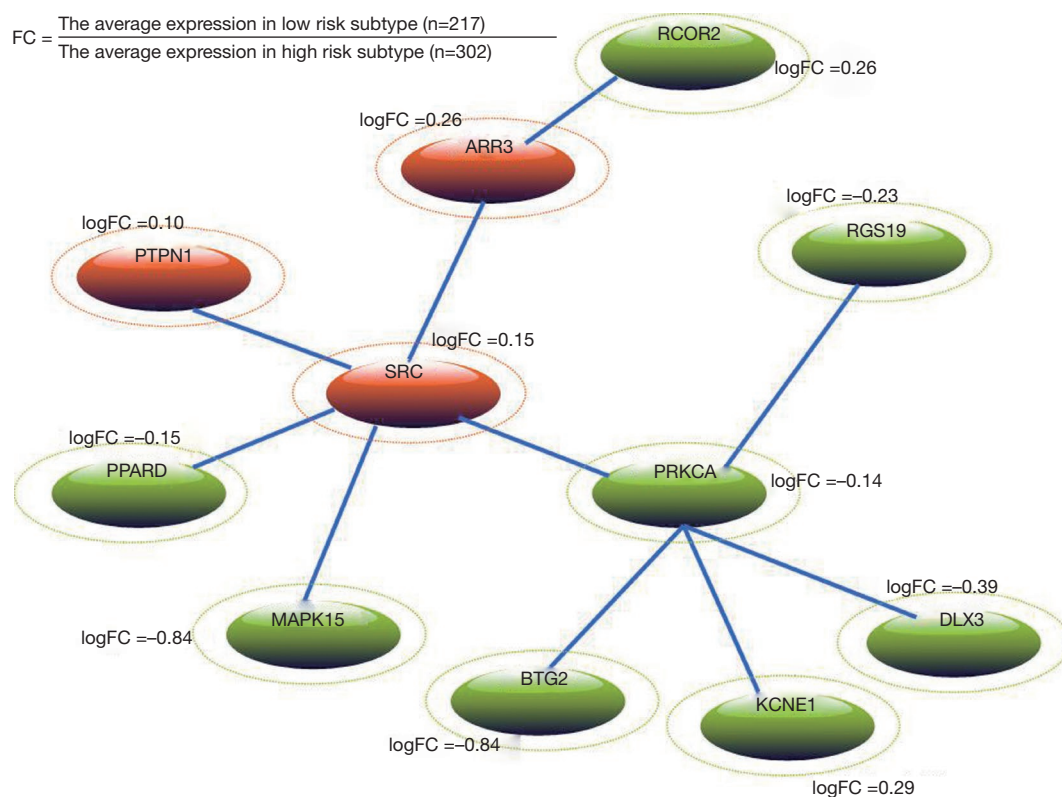 The average expression in low risk subtype (n=217)
FC =
The average expression in high risk subtype (n=302)
RCOR2
logFC =0.26
logFC =0.26
ARR3
logFC =−0.23
RGS19
logFC =0.10
PTPN1
logFC =0.15
SRC
logFC =−0.15
PPARD
PRKCA
logFC =−0.14
logFC =−0.39
DLX3
MAPK15
logFC =−0.84
BTG2
logFC =−0.84
KCNE1
logFC =0.29